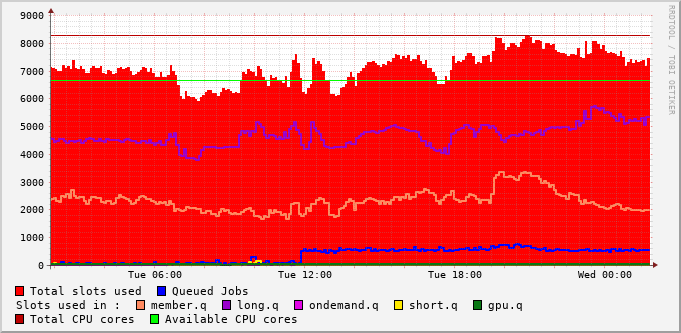 9000
8000
7000
6000
5000
4000
3000
2000
1000
0
Tue 06:00 Tue 12:00 Tue 18:00 Wed 00:00
RRDTOOL / TOBI OETIKER
Total slots used Queued Jobs
Slots used in : member.q long.q ondemand.q short.q gpu.q
Total CPU cores Available CPU cores